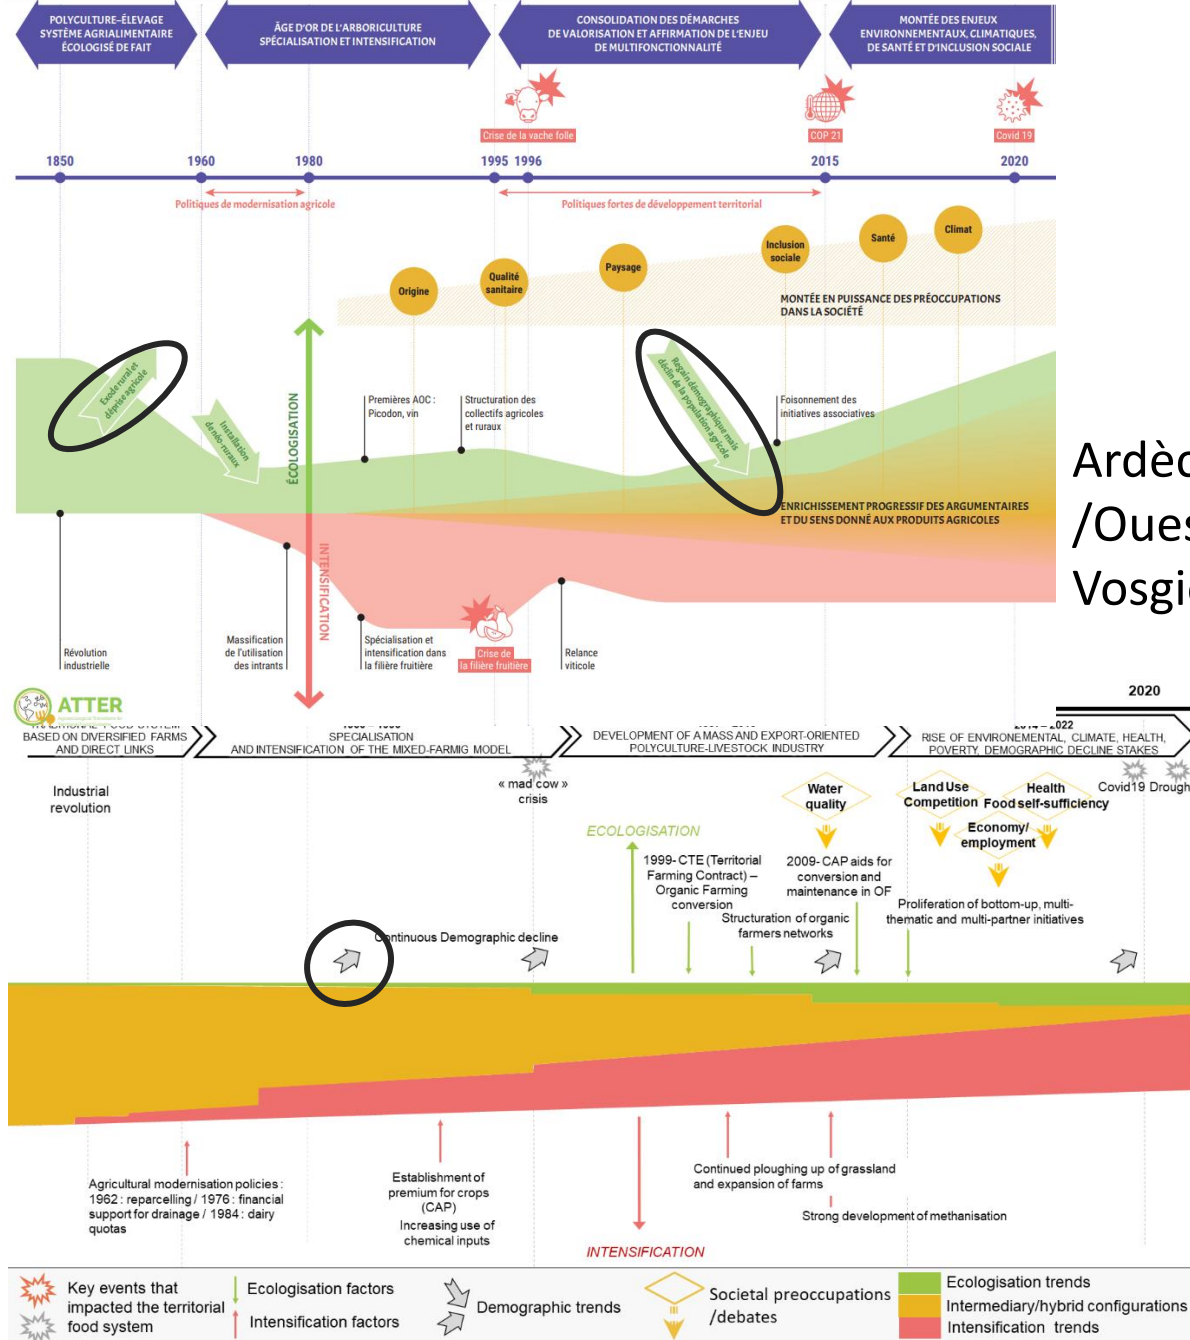 POLYCULTURE–ÉLEVAGE
SYSTÈME AGRIALIMENTAIRE
ÉCOLOGISÉ DE FAIT
ÂGE D'OR DE L'ARBORICULTURE
SPÉCIALISATION ET INTENSIFICATION
CONSOLIDATION DES DÉMARCHES
DE VALORISATION ET AFFIRMATION DE L'ENJEU
DE MULTIFONCTIONNALITÉ
MONTÉE DES ENJEUX
ENVIRONNEMENTAUX, CLIMATIQUES,
DE SANTÉ ET D'INCLUSION SOCIALE
Crise de la vache folle
COP 21
Covid 19
1850
1960
1980
1995 1996
2015
2020
Politiques de modernisation agricole
Politiques fortes de développement territorial
Origine
Qualité
sanitaire
Paysage
Inclusion
sociale
Santé
Climat
MONTÉE EN PUISSANCE DES PRÉOCCUPATIONS
DANS LA SOCIÉTÉ
Exode rural et
déprise agricole
Installation
de néo-ruraux
ÉCOLOGISATION
Premières AOC :
Picodon, vin
Structuration des
collectifs agricoles
et ruraux
Regain démographique mais
déclin de la population agricole
Foisonnement des
initiatives associatives
ENRICHISSEMENT PROGRESSIF DES ARGUMENTAIRES
ET DU SENS DONNÉ AUX PRODUITS AGRICOLES
Ardèc
/Oues
Vosgie
INTENSIFICATION
Révolution
industrielle
Massification
de l'utilisation
des intrants
Spécialisation et
intensification dans
la filière fruitière
Crise de
la filière fruitière
Relance
viticole
ATTER
2020
BASED ON DIVERSIFIED FARMS
AND DIRECT LINKS
SPECIALISATION
AND INTENSIFICATION OF THE MIXED-FARMIG MODEL
DEVELOPMENT OF A MASS AND EXPORT-ORIENTED
POLYCULTURE-LIVESTOCK INDUSTRY
2014 – 2022
RISE OF ENVIRONEMENTAL, CLIMATE, HEALTH,
POVERTY, DEMOGRAPHIC DECLINE STAKES
Industrial
revolution
« mad cow »
crisis
Water
quality
Land Use
Competition
Health
Food self-sufficiency
Economy/
employment
Covid19 Drough
ECOLOGISATION
1999- CTE (Territorial
Farming Contract) –
Organic Farming
conversion
Structuration of organic
farmers networks
2009- CAP aids for
conversion and
maintenance in OF
Proliferation of bottom-up, multi-
thematic and multi-partner initiatives
Continuous Demographic decline
Agricultural modernisation policies :
1962 : reparcelling / 1976 : financial
support for drainage / 1984 : dairy
quotas
Establishment of
premium for crops
(CAP)
Increasing use of
chemical inputs
Continued ploughing up of grassland
and expansion of farms
Strong development of methanisation
INTENSIFICATION
Key events that
impacted the territorial
food system
Ecologisation factors
Intensification factors
Demographic trends
Societal preoccupations
/debates
Ecologisation trends
Intermediary/hybrid configurations
Intensification trends